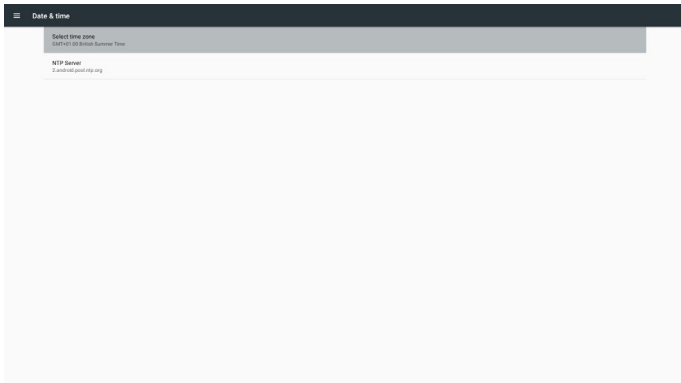 Date & time
Select time zone
GMT+01:00 British Summer Time
NTP Server
2.android.pool.ntp.org